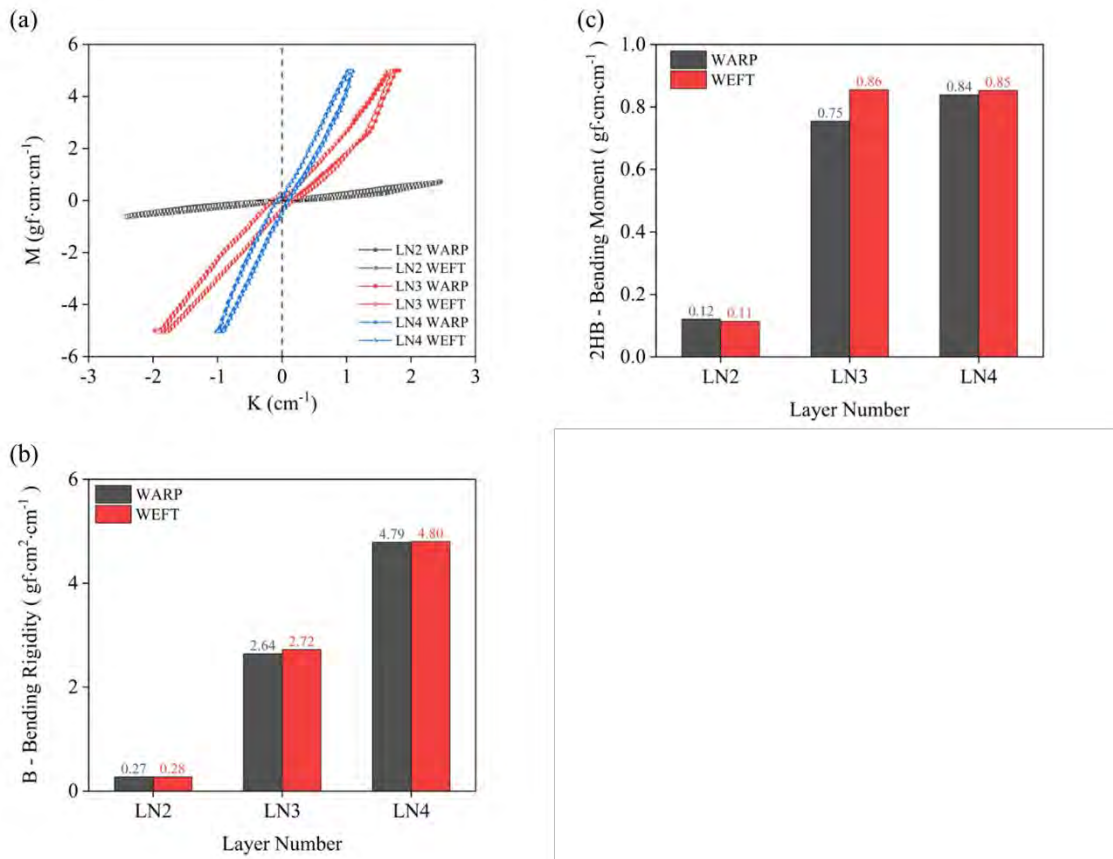 (a)
6
4
2
0
-2
-4
-6
M (gf·cm·cm⁻¹)
-3 -2 -1 0 1 2 3
K (cm⁻¹)
LN2 WARP
LN2 WEFT
LN3 WARP
LN3 WEFT
LN4 WARP
LN4 WEFT
(c)
1.0
0.8
0.6
0.4
0.2
0.0
2HB - Bending Moment ( gf·cm·cm⁻¹)
WARP
WEFT
0.12 0.11
0.75 0.86
0.84 0.85
LN2 LN3 LN4
Layer Number
(b)
6
4
2
0
B - Bending Rigidity ( gf·cm²·cm⁻¹ )
WARP
WEFT
0.27 0.28
2.64 2.72
4.79 4.80
LN2 LN3 LN4
Layer Number